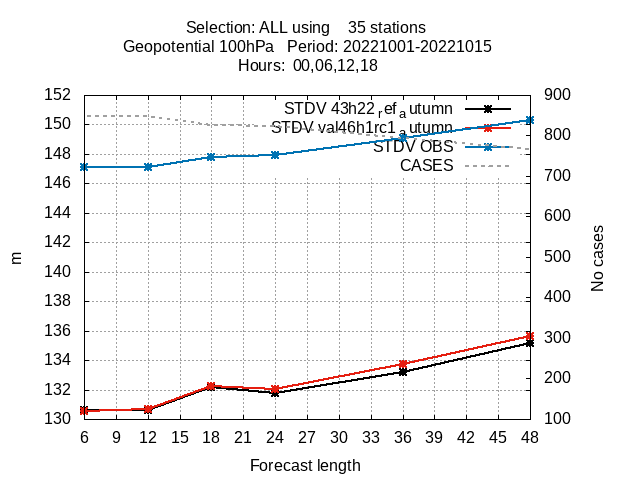 Selection: ALL using    35 stations
Geopotential 100hPa   Period: 20221001-20221015
Hours:  00,06,12,18
152
150
148
146
144
142
140
138
136
134
132
130
m
900
800
700
600
500
400
300
200
100
No cases
STDV 43h22refautumn
STDV val46h1rc1autumn
STDV OBS
CASES
6 9 12 15 18 21 24 27 30 33 36 39 42 45 48
Forecast length